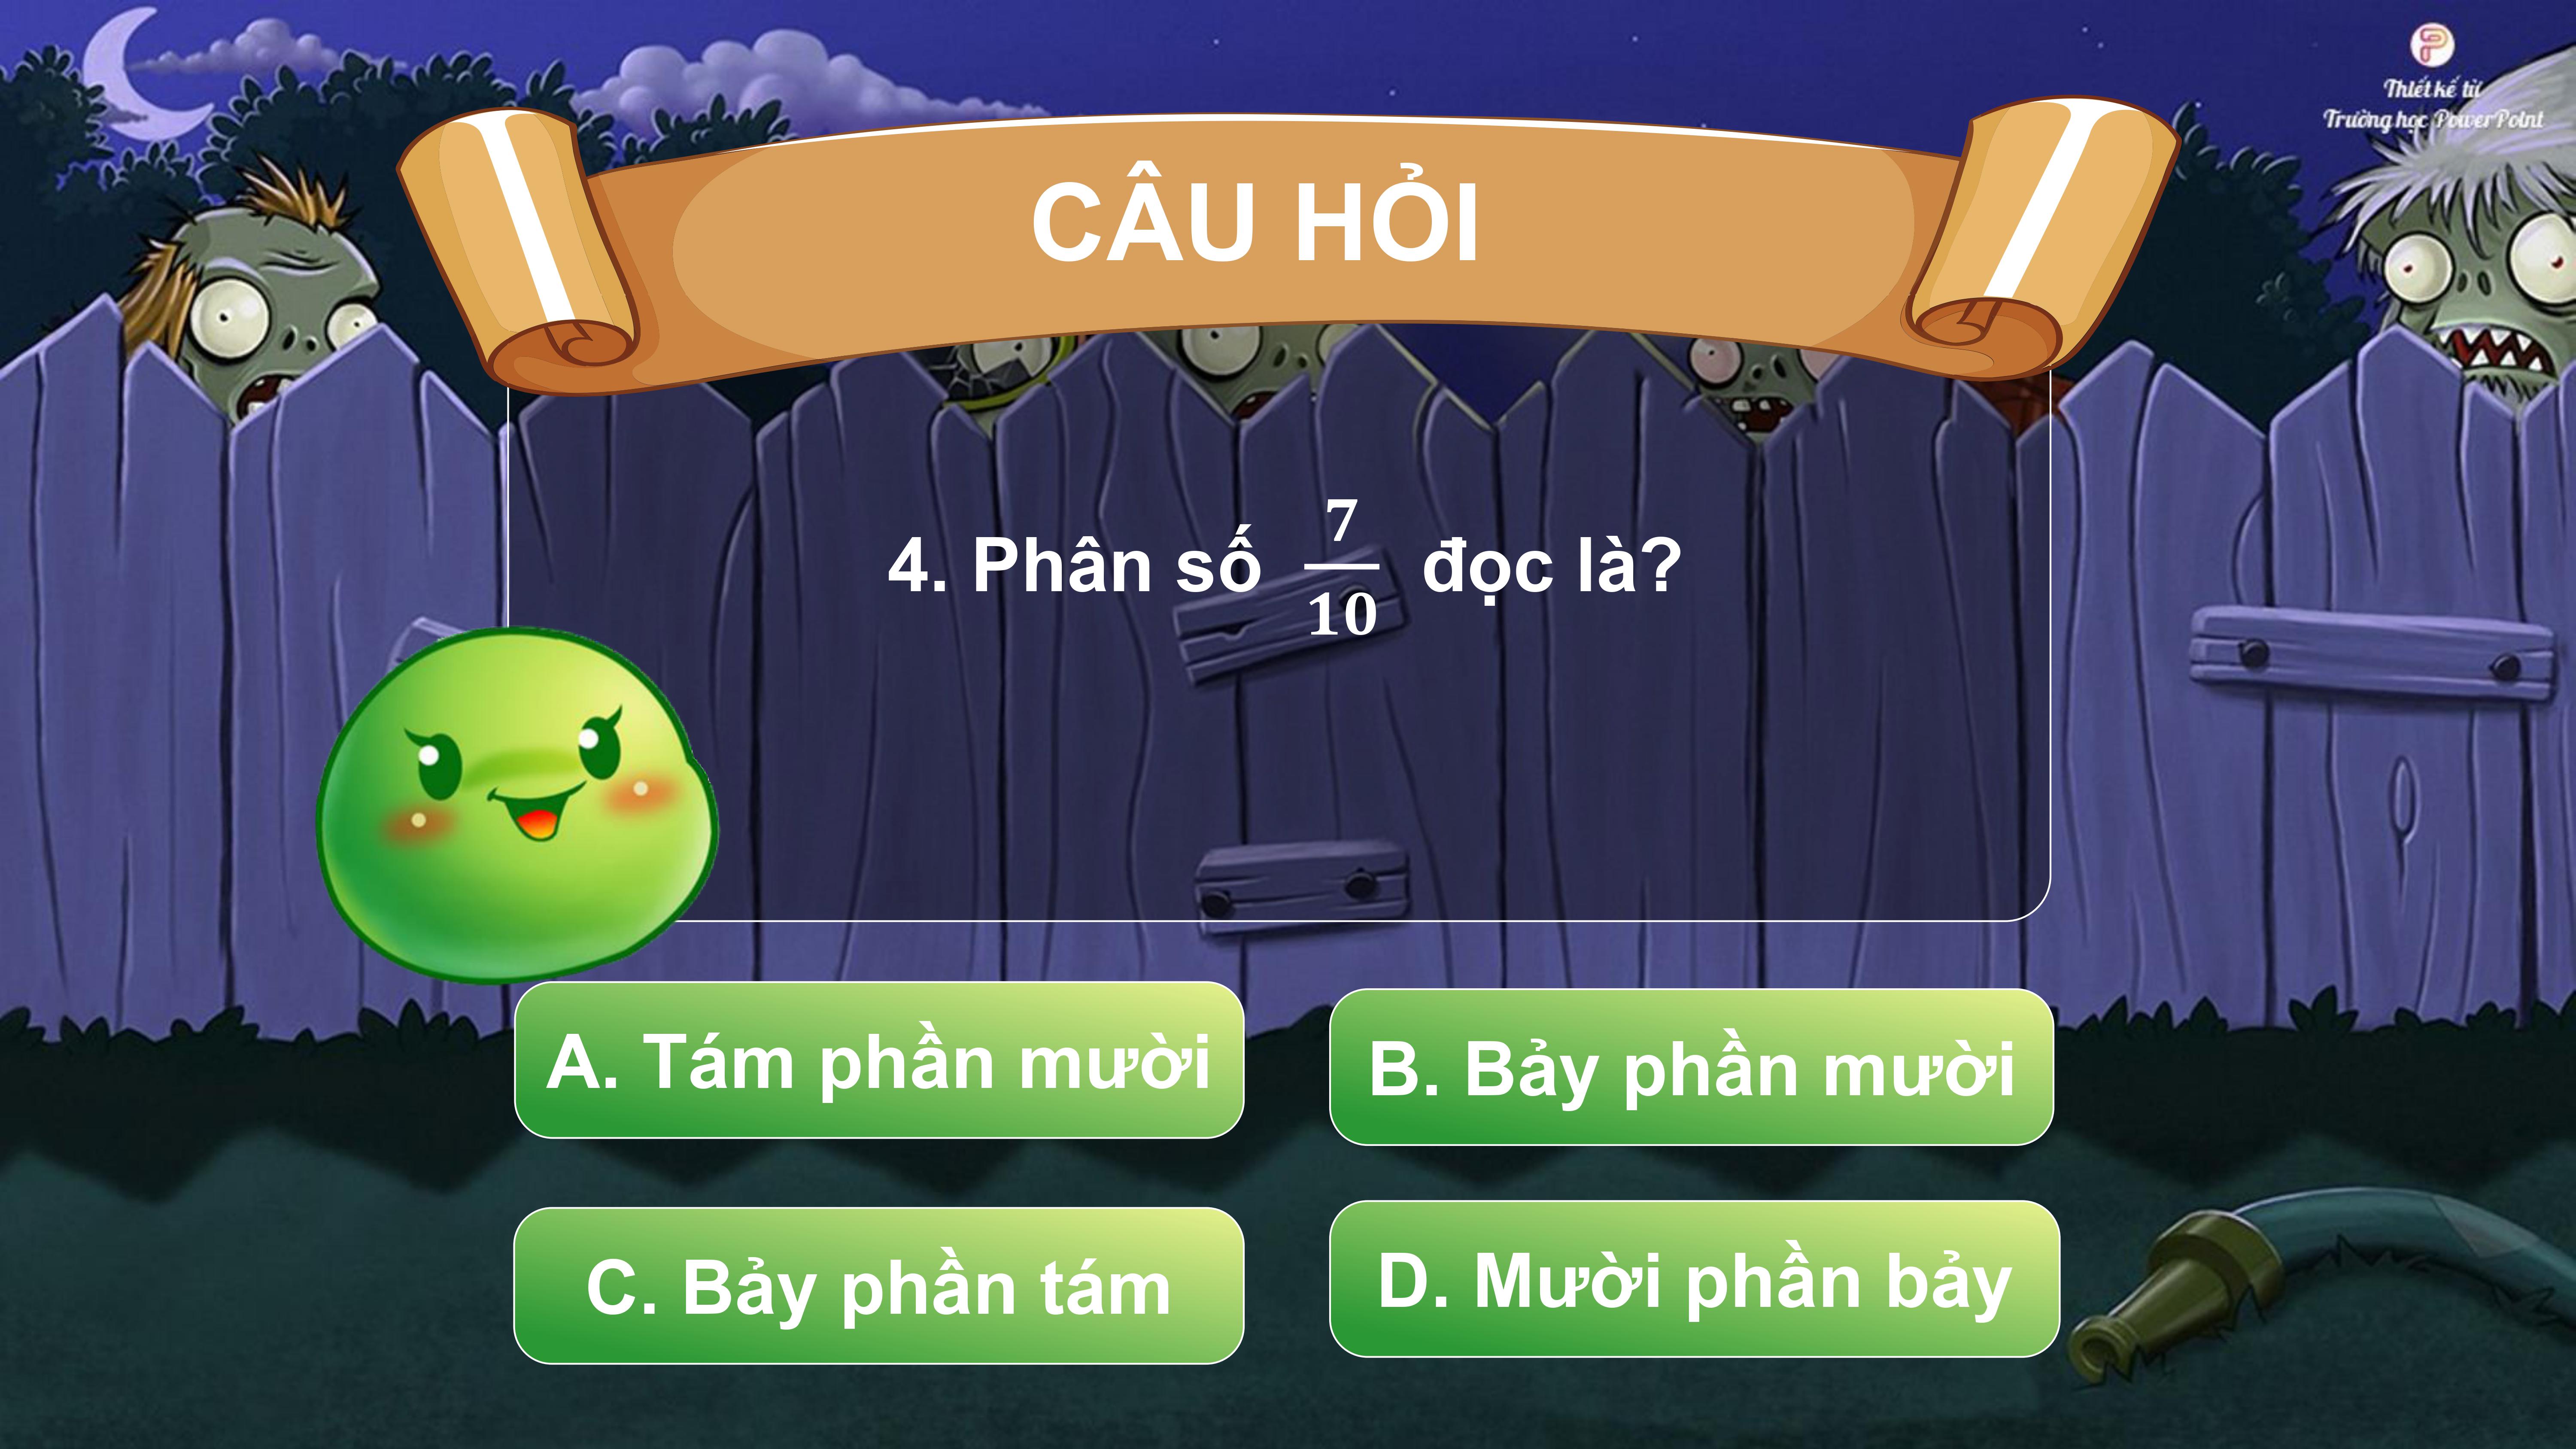 Thiết kế từ
Trường học PowerPoint
CÂU HỎI
4. Phân số 7/10 đọc là?
A. Tám phần mười
B. Bảy phần mười
C. Bảy phần tám
D. Mười phần bảy